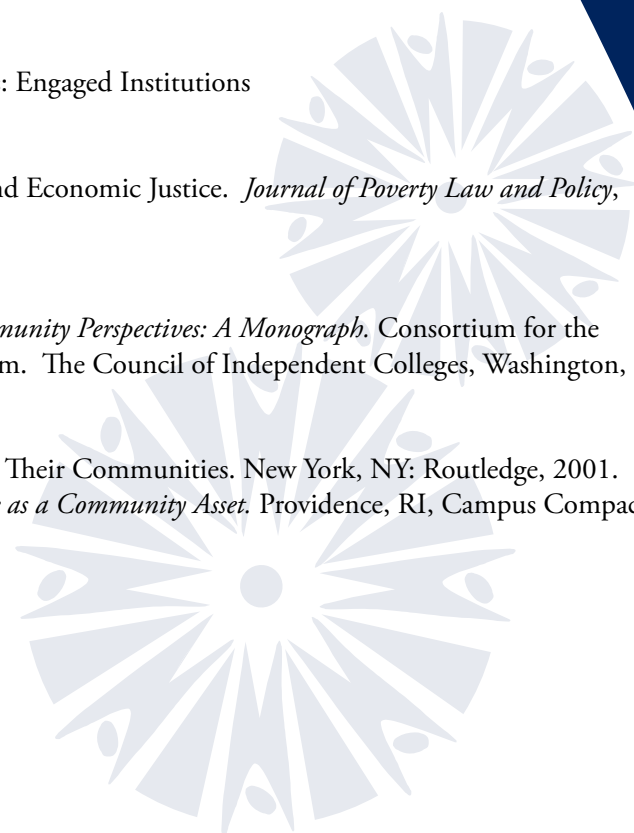 : Engaged Institutions
nd Economic Justice. Journal of Poverty Law and Policy,
munity Perspectives: A Monograph. Consortium for the
m. The Council of Independent Colleges, Washington,
Their Communities. New York, NY: Routledge, 2001.
as a Community Asset. Providence, RI, Campus Compac